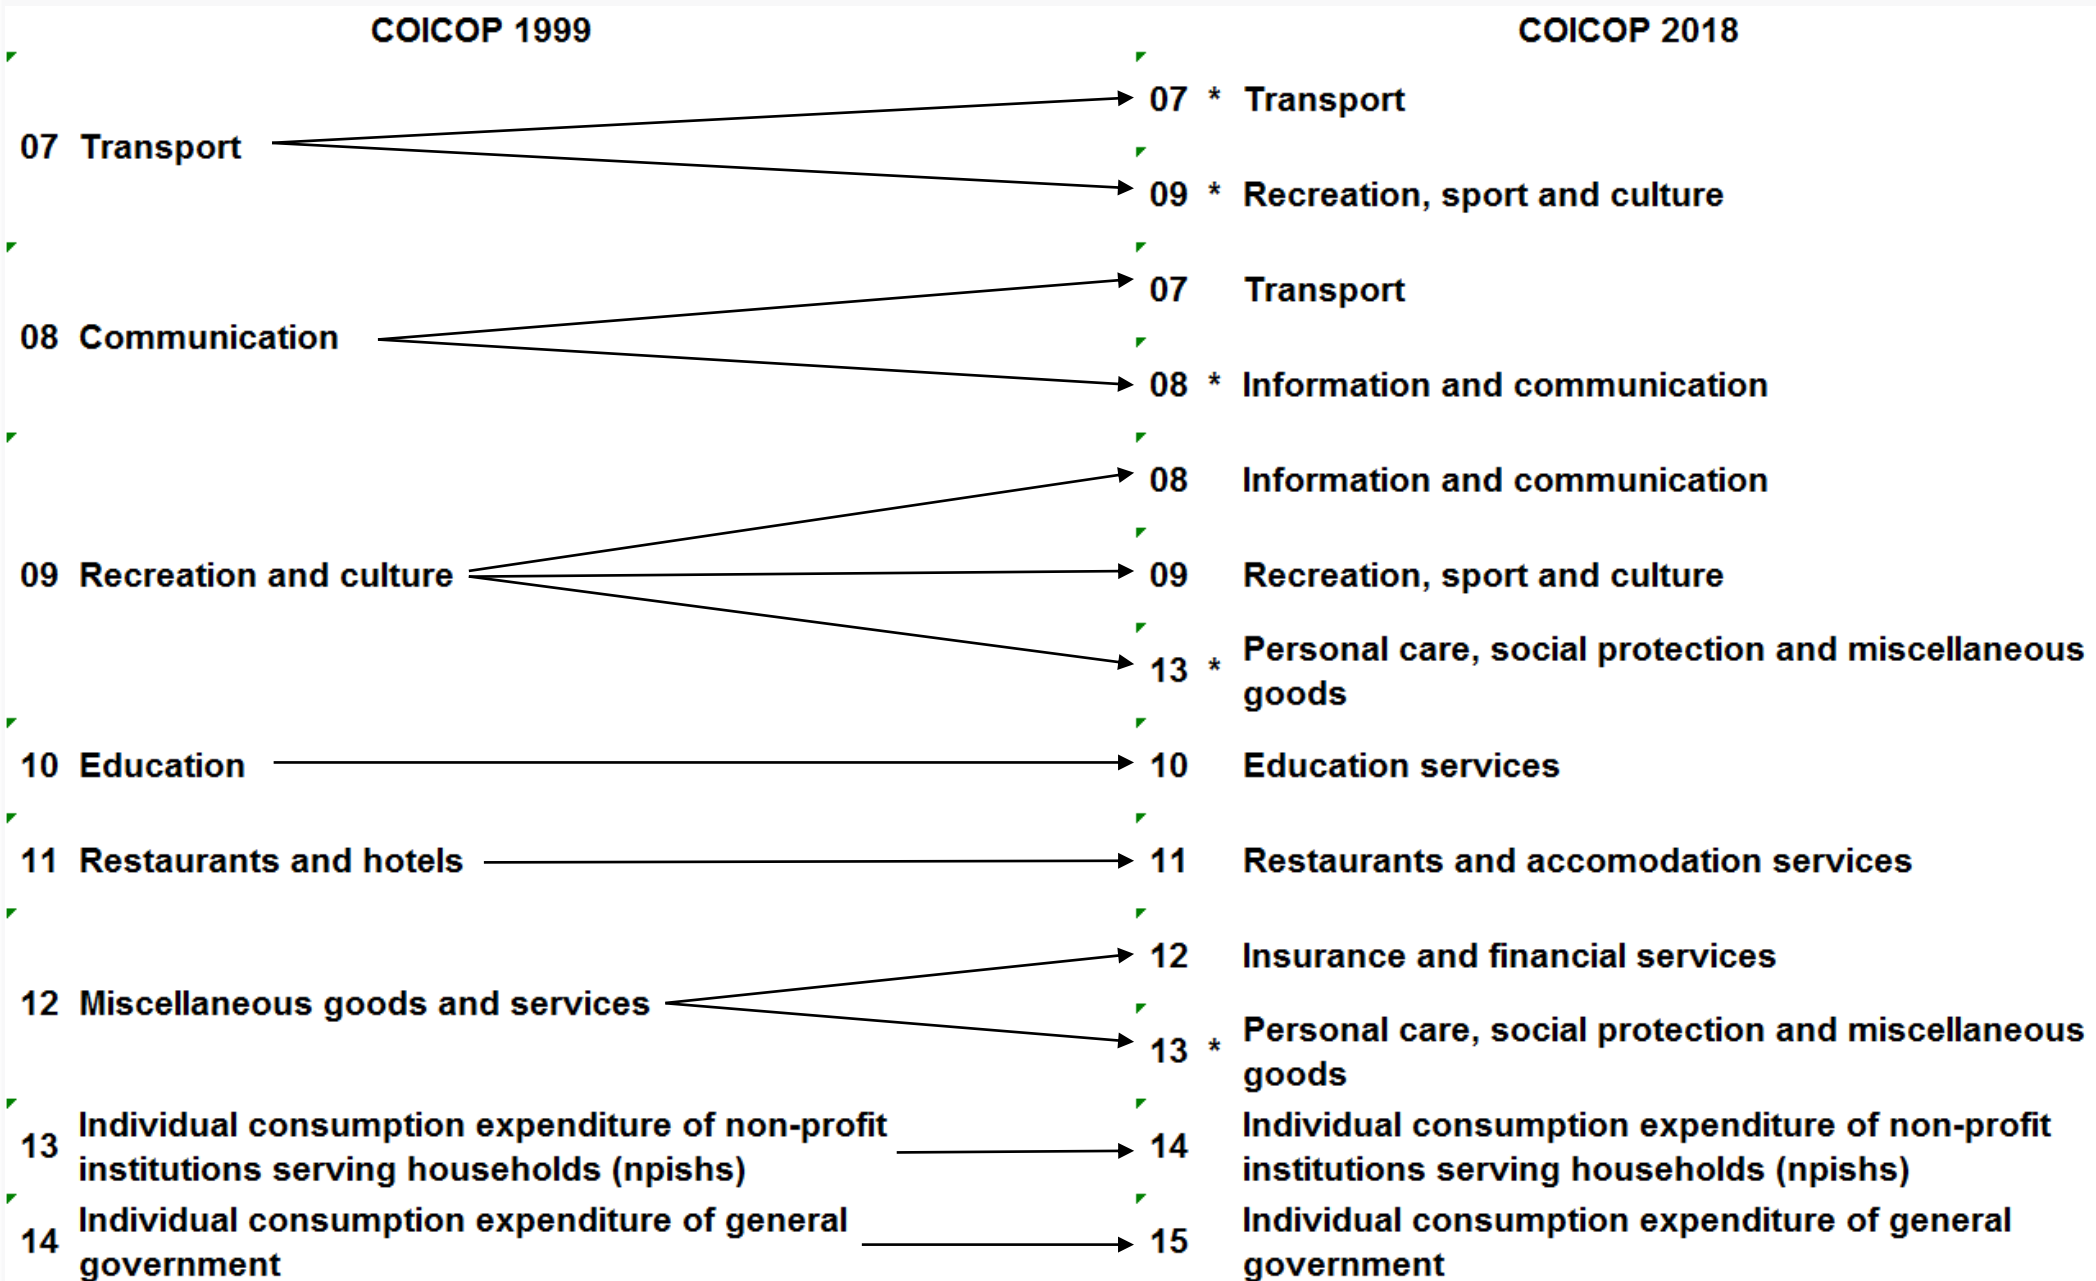 COICOP 1999
COICOP 2018
07 Transport
07 * Transport
09 * Recreation, sport and culture
08 Communication
07 Transport
08 * Information and communication
09 Recreation and culture
08 Information and communication
09 Recreation, sport and culture
13 * Personal care, social protection and miscellaneous
goods
10 Education
10 Education services
11 Restaurants and hotels
11 Restaurants and accomodation services
12 Miscellaneous goods and services
12 Insurance and financial services
13 * Personal care, social protection and miscellaneous
goods
13 Individual consumption expenditure of non-profit
institutions serving households (npishs)
14 Individual consumption expenditure of non-profit
institutions serving households (npishs)
14 Individual consumption expenditure of general
government
15 Individual consumption expenditure of general
government